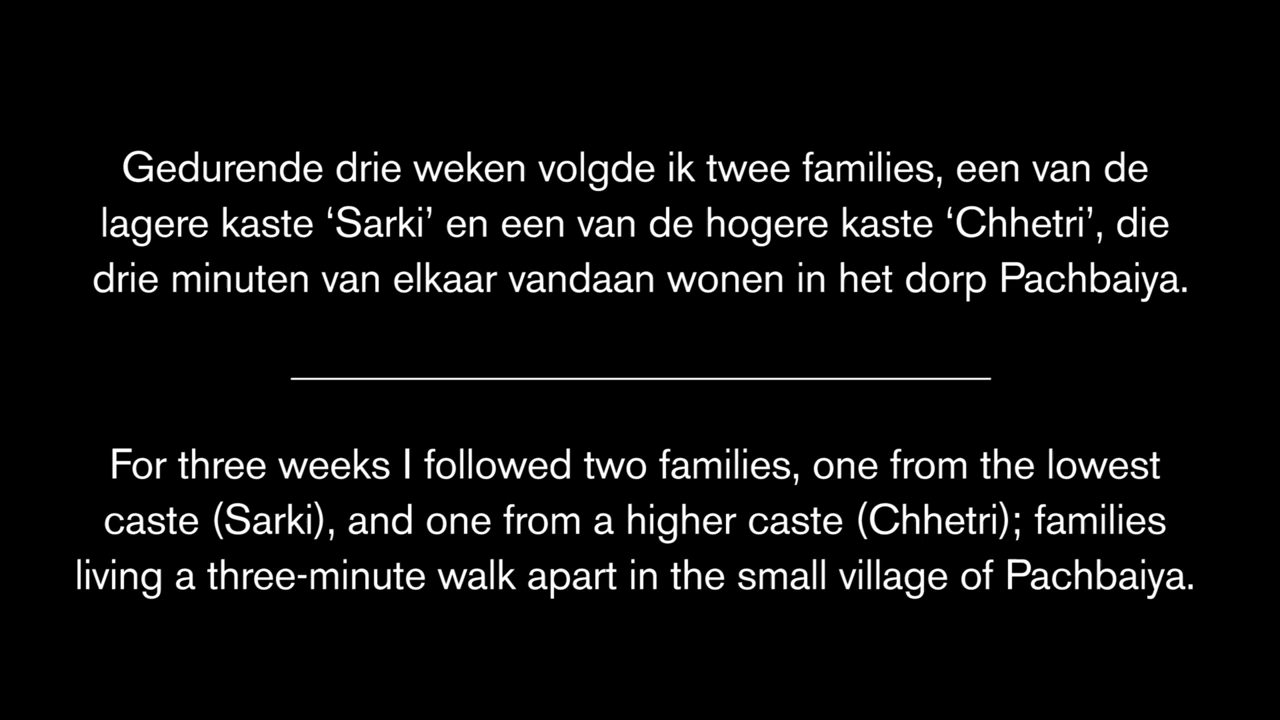 Gedurende drie weken volgde ik twee families, een van de
lagere kaste ‘Sarki’ en een van de hogere kaste ‘Chhetri’, die
drie minuten van elkaar vandaan wonen in het dorp Pachbaiya.
For three weeks I followed two families, one from the lowest
caste (Sarki), and one from a higher caste (Chhetri); families
living a three-minute walk apart in the small village of Pachbaiya.